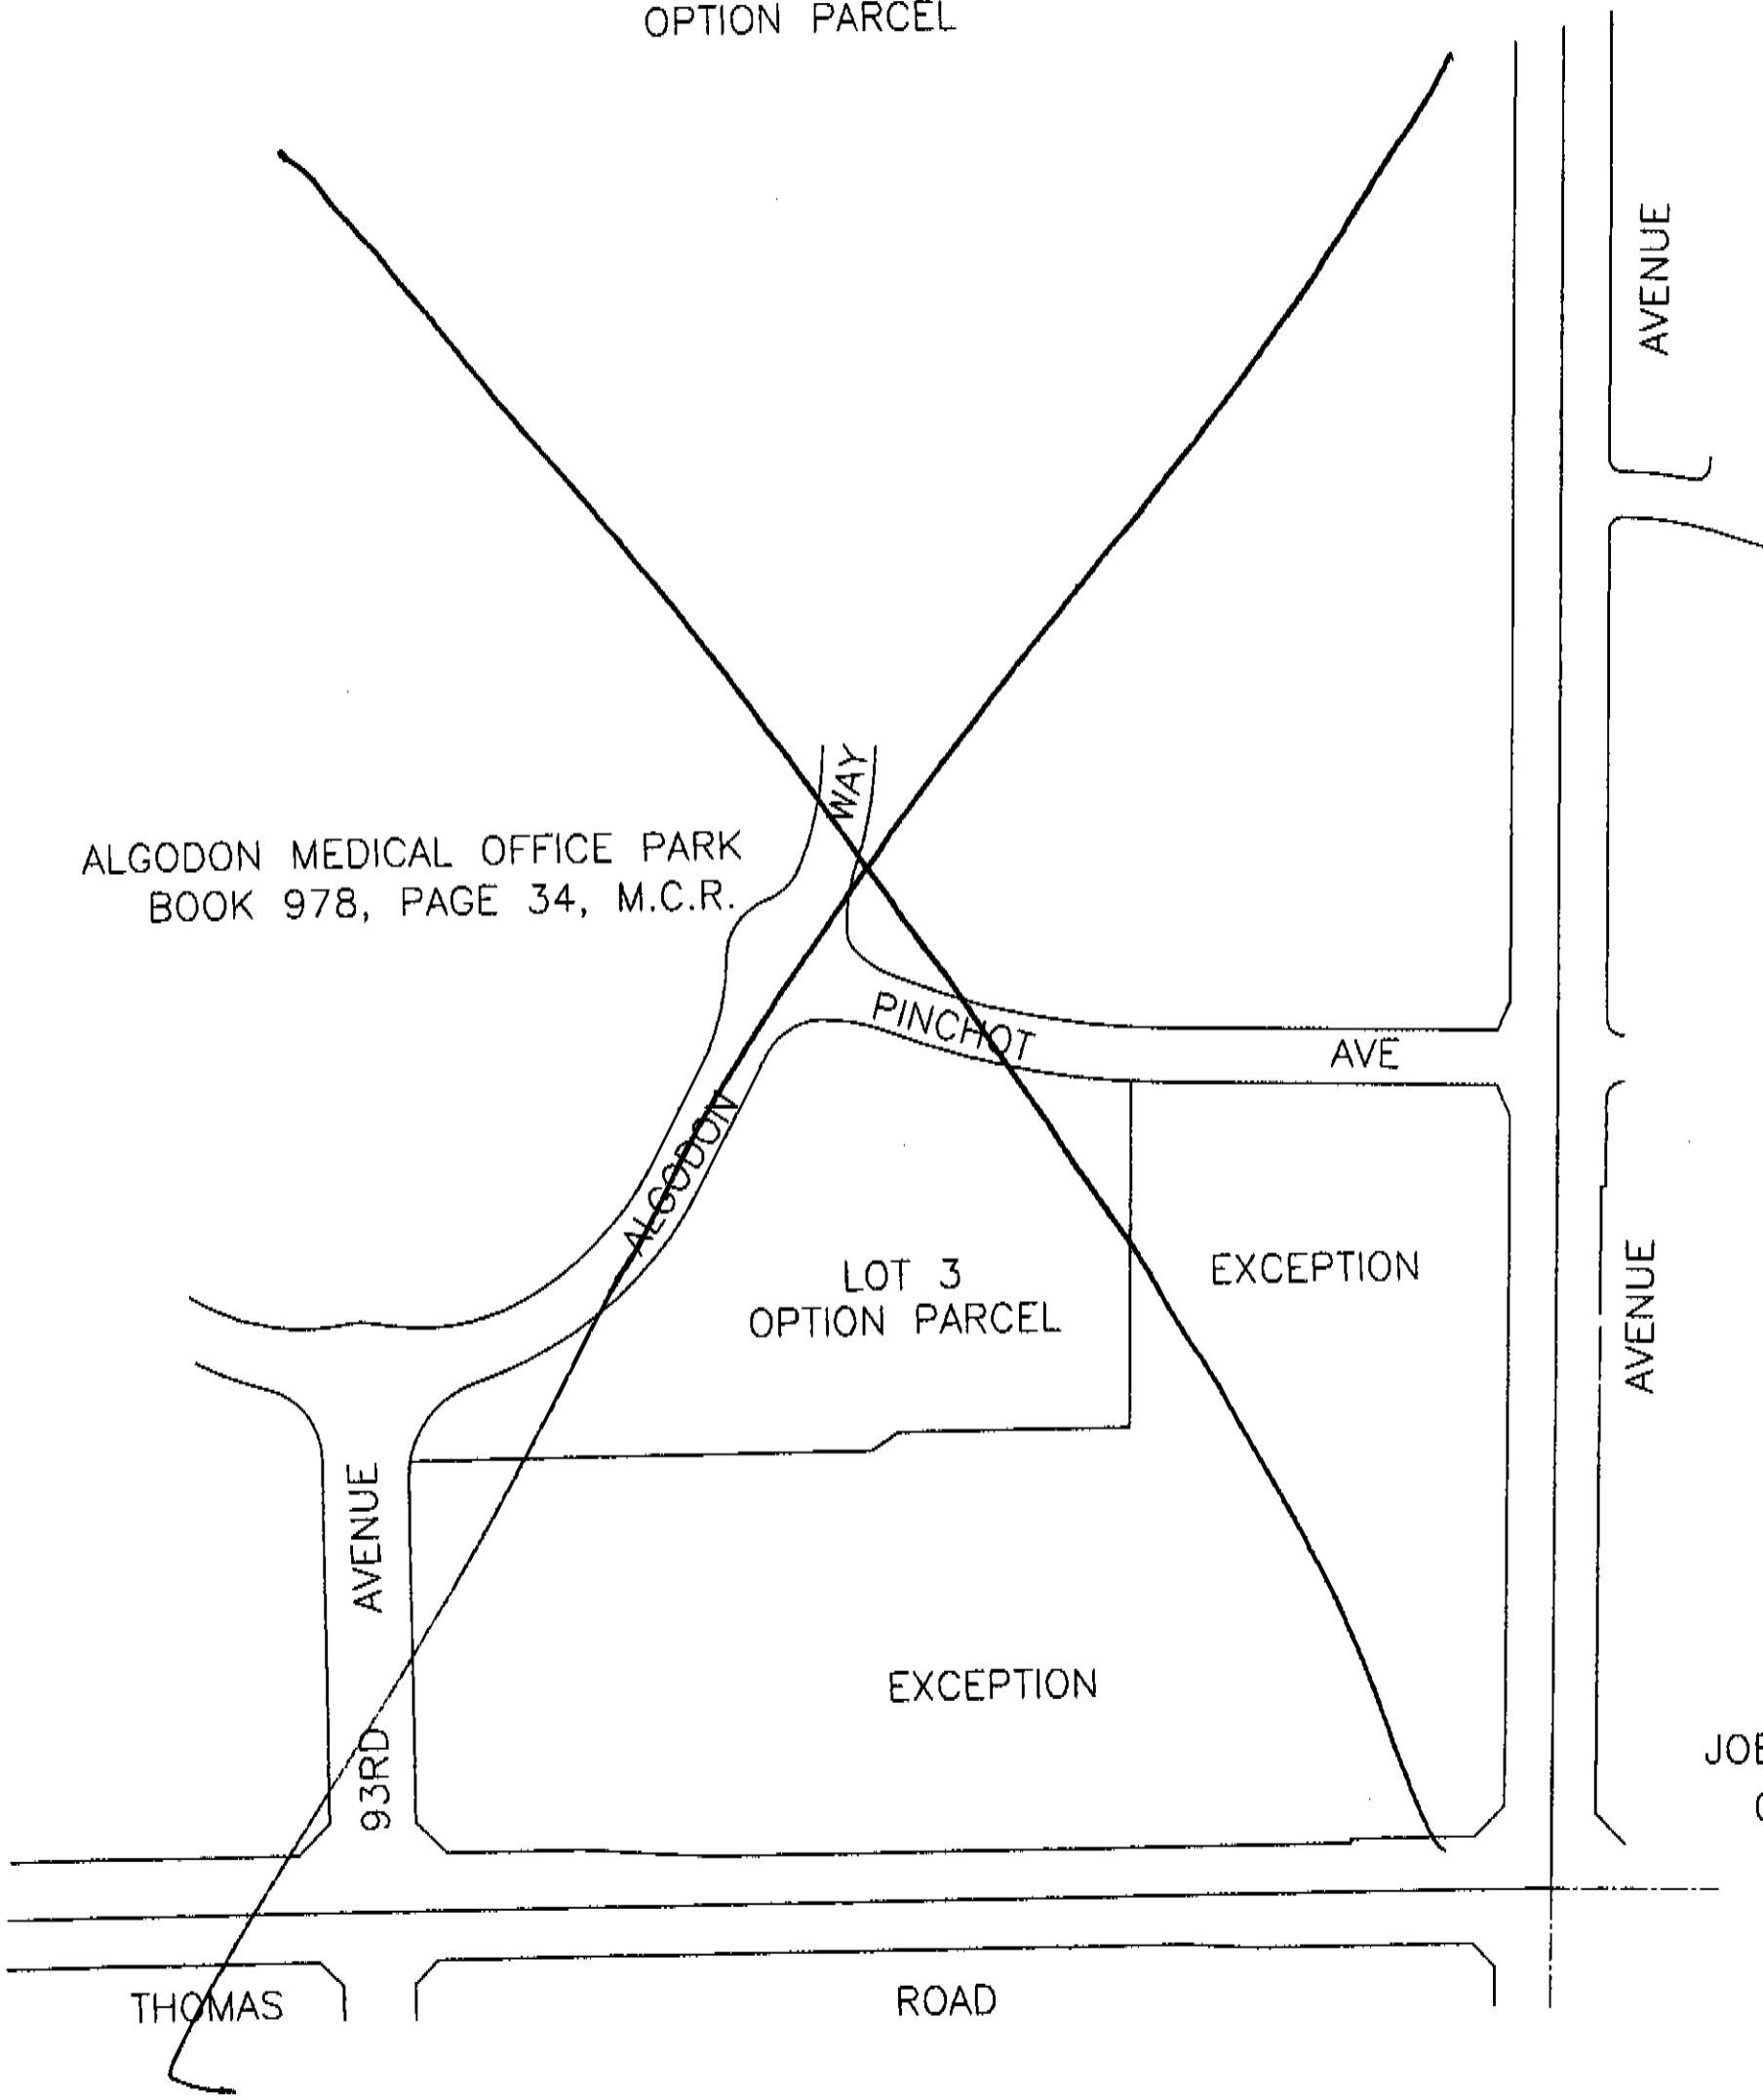 OPTION PARCEL
AVENUE
WAY
ALGODON MEDICAL OFFICE PARK
BOOK 978, PAGE 34, M.C.R.
PINCHOT
AVE
ALGODON
LOT 3
OPTION PARCEL
EXCEPTION
AVENUE
AVENUE
EXCEPTION
93RD
THOMAS
ROAD